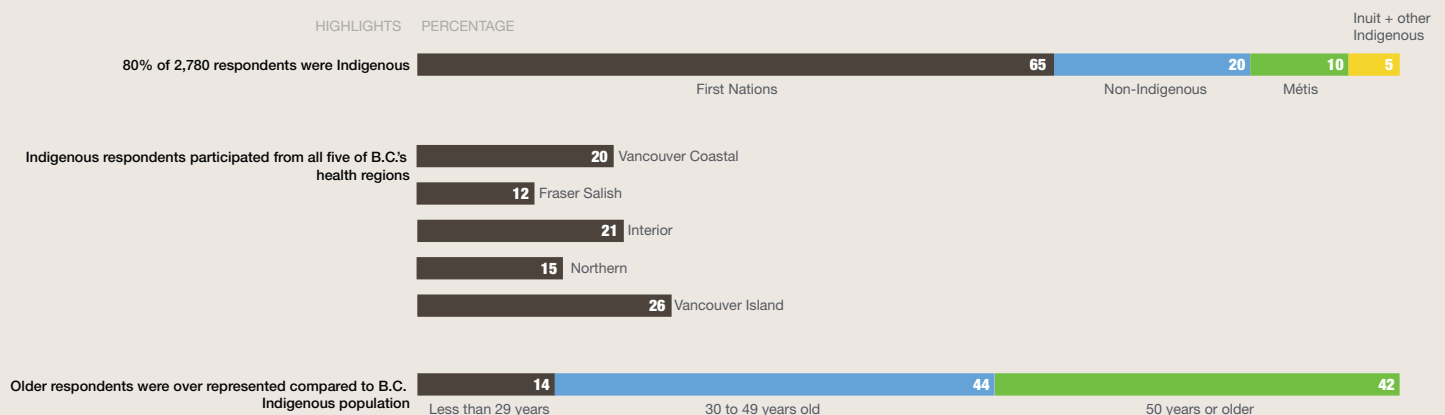 HIGHLIGHTS PERCENTAGE
Inuit + other
Indigenous
80% of 2,780 respondents were Indigenous 65 20 10 5
First Nations Non-Indigenous Métis
Indigenous respondents participated from all five of B.C.'s
health regions
20 Vancouver Coastal
12 Fraser Salish
21 Interior
15 Northern
26 Vancouver Island
Older respondents were over represented compared to B.C.
Indigenous population
14 44 42
Less than 29 years 30 to 49 years old 50 years or older